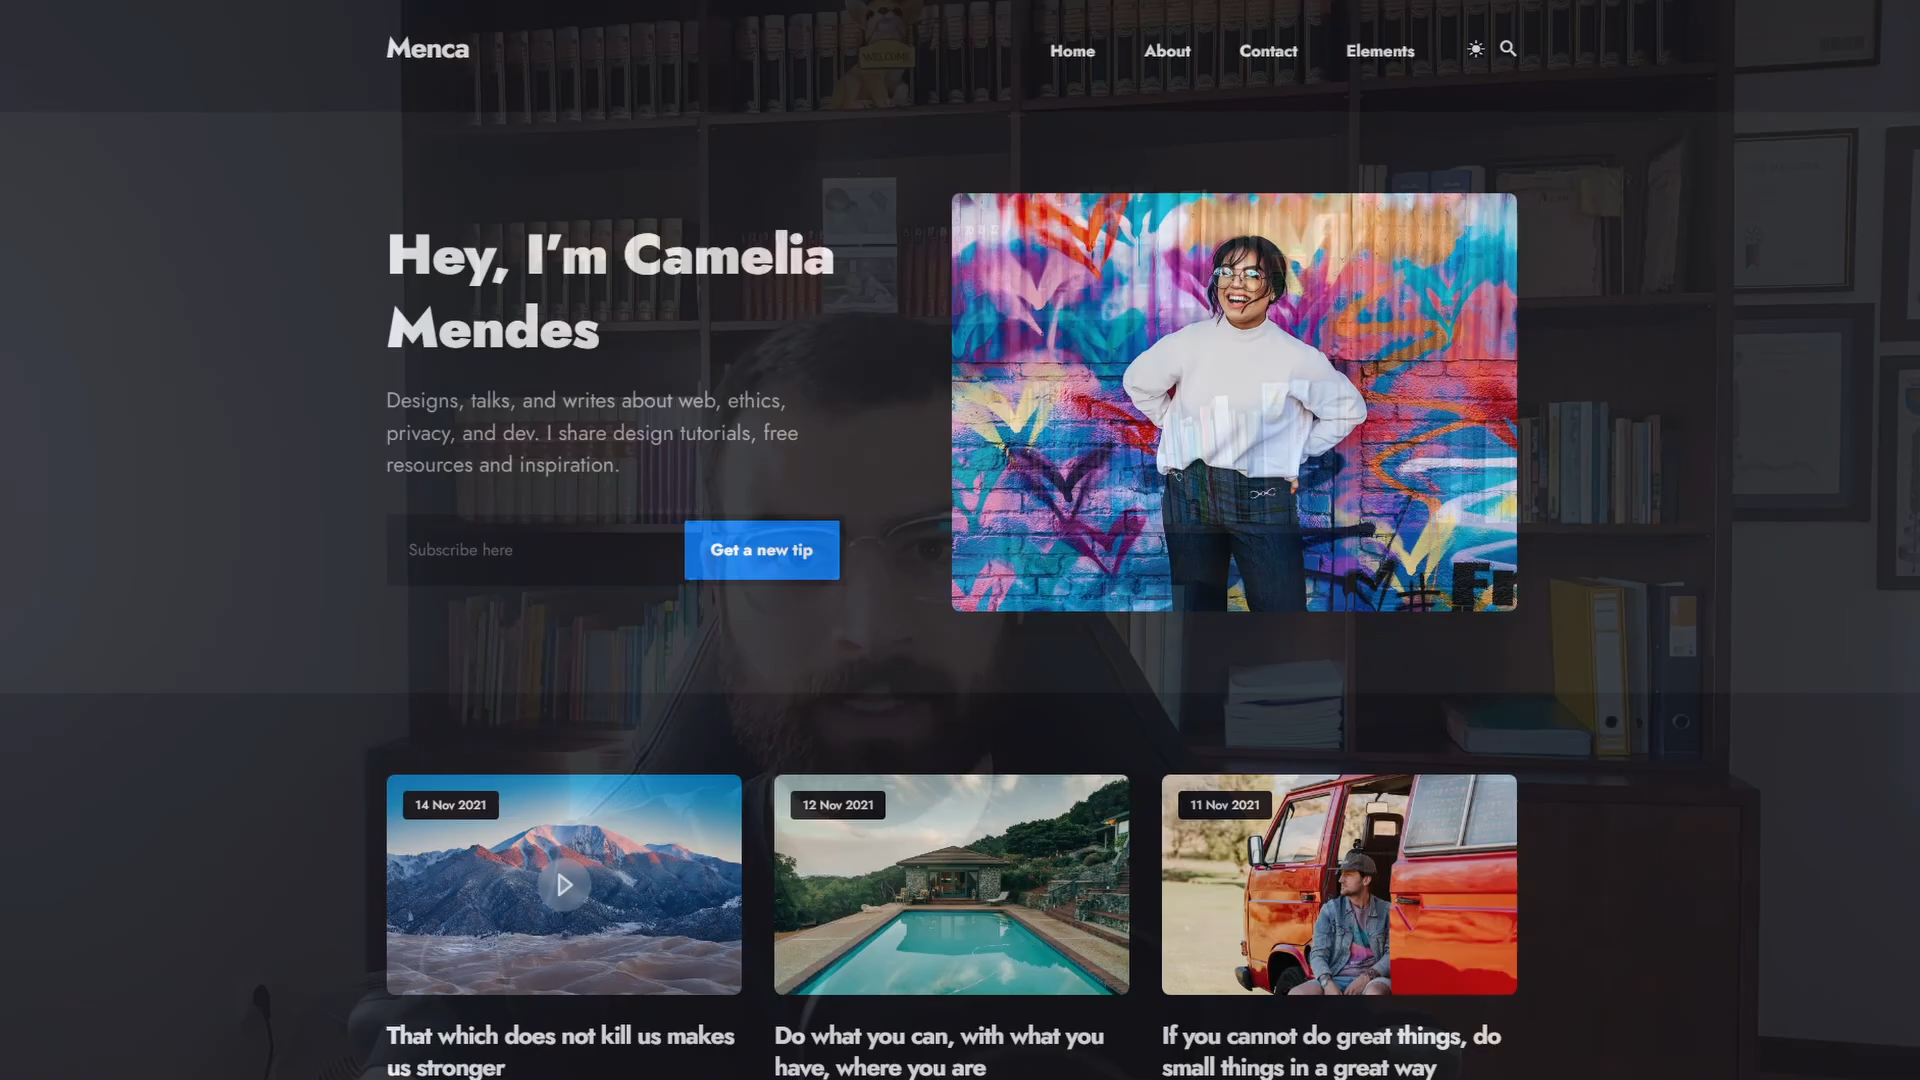 Menca
Home
About
Contact
Elements
WELCOME
Hey, I'm Camelia
Mendes
Designs, talks, and writes about web, ethics,
privacy, and dev. I share design tutorials, free
resources and inspiration.
Subscribe here
Get a new tip
14 Nov 2021
12 Nov 2021
11 Nov 2021
That which does not kill us makes
us stronger
Do what you can, with what you
have, where you are
If you cannot do great things, do
small things in a great way